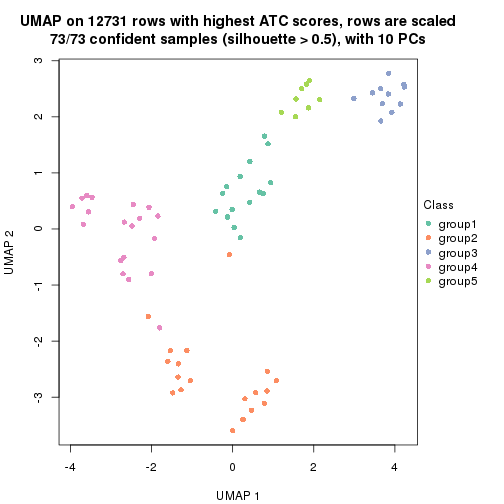 UMAP on 12731 rows with highest ATC scores, rows are scaled
73/73 confident samples (silhouette > 0.5), with 10 PCs
3
2
1
0
-1
-2
-3
UMAP 2
-4
-2
0
2
4
UMAP 1
Class
group1
group2
group3
group4
group5